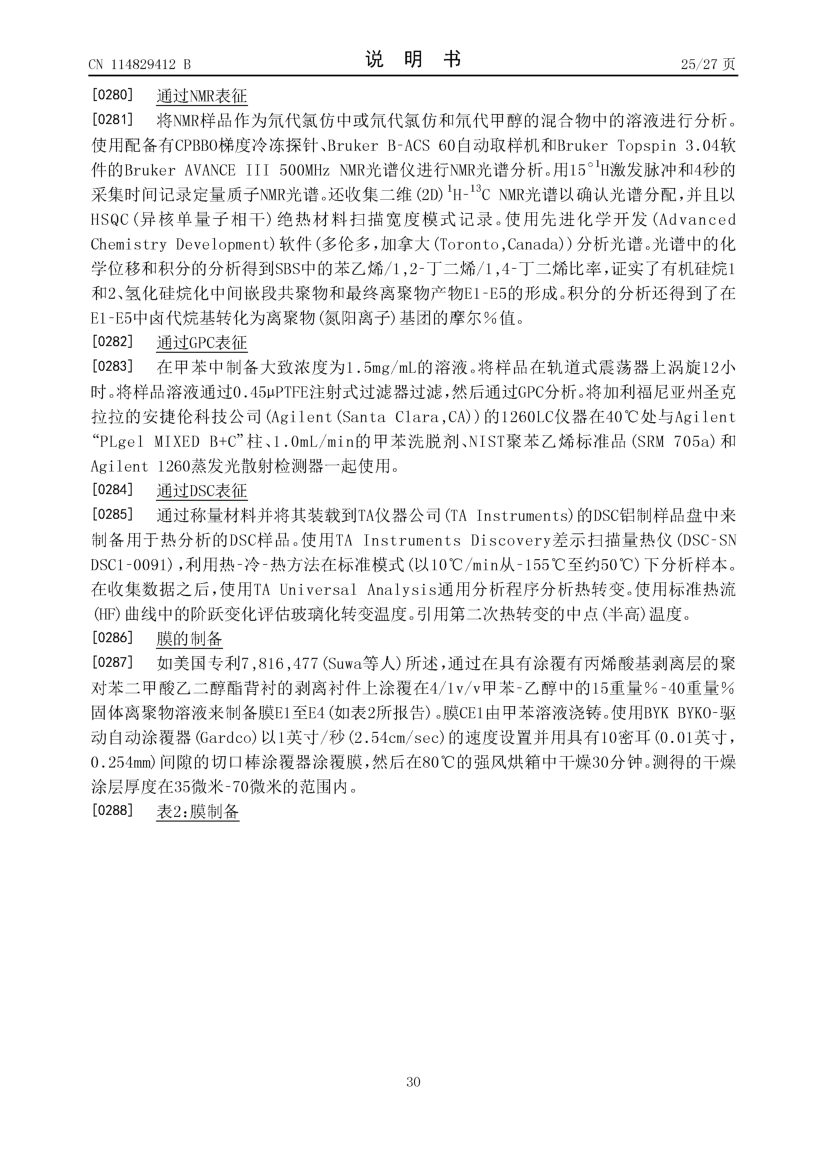 CN 114829412 B
说 明 书
25/27 页
[0280] 通过NMR表征
[0281] 将NMR样品作为氘代氯仿中或氘代氯仿和氘代甲醇的混合物中的溶液进行分析。
使用配备有CPBBO梯度冷冻探针、Bruker B-ACS 60自动取样机和Bruker Topspin 3.04软
件的Bruker AVANCE III 500MHz NMR光谱仪进行NMR光谱分析。用15°¹H激发脉冲和4秒的
采集时间记录定量质子NMR光谱。还收集二维(2D)¹H-¹³C NMR光谱以确认光谱分配,并且以
HSQC(异核单量子相干)绝热材料扫描宽度模式记录。使用先进化学开发(Advanced
Chemistry Development)软件(多伦多,加拿大(Toronto,Canada))分析光谱。光谱中的化
学位移和积分的分析得到SBS中的苯乙烯/1,2-丁二烯/1,4-丁二烯比率,证实了有机硅烷1
和2、氢化硅烷化中间嵌段共聚物和最终离聚物产物E1-E5的形成。积分的分析还得到了在
E1-E5中卤代烷基转化为离聚物(氮阳离子)基团的摩尔%值。
[0282] 通过GPC表征
[0283] 在甲苯中制备大致浓度为1.5mg/mL的溶液。将样品在轨道式震荡器上涡旋12小
时。将样品溶液通过0.45μPTFE注射式过滤器过滤,然后通过GPC分析。将加利福尼亚州圣克
拉拉的安捷伦科技公司(Agilent(Santa Clara,CA))的1260LC仪器在40℃处与Agilent
“PLgel MIXED B+C”柱、1.0mL/min的甲苯洗脱剂、NIST聚苯乙烯标准品(SRM 705a)和
Agilent 1260蒸发光散射检测器一起使用。
[0284] 通过DSC表征
[0285] 通过称量材料并将其装载到TA仪器公司(TA Instruments)的DSC铝制样品盘中来
制备用于热分析的DSC样品。使用TA Instruments Discovery差示扫描量热仪(DSC-SN
DSC1-0091),利用热-冷-热方法在标准模式(以10℃/min从-155℃至约50℃)下分析样本。
在收集数据之后,使用TA Universal Analysis通用分析程序分析热转变。使用标准热流
(HF)曲线中的阶跃变化评估玻璃化转变温度。引用第二次热转变的中点(半高)温度。
[0286] 膜的制备
[0287] 如美国专利7,816,477(Suwa等人)所述,通过在具有涂覆有丙烯酸基剥离层的聚
对苯二甲酸乙二醇酯背衬的剥离衬件上涂覆在4/1v/v甲苯-乙醇中的15重量%-40重量%
固体离聚物溶液来制备膜E1至E4(如表2所报告)。膜CE1由甲苯溶液浇铸。使用BYK BYKO-驱
动自动涂覆器(Gardco)以1英寸/秒(2.54cm/sec)的速度设置并用具有10密耳(0.01英寸,
0.254mm)间隙的切口棒涂覆器涂覆膜,然后在80℃的强风烘箱中干燥30分钟。测得的干燥
涂层厚度在35微米-70微米的范围内。
[0288] 表2:膜制备
30